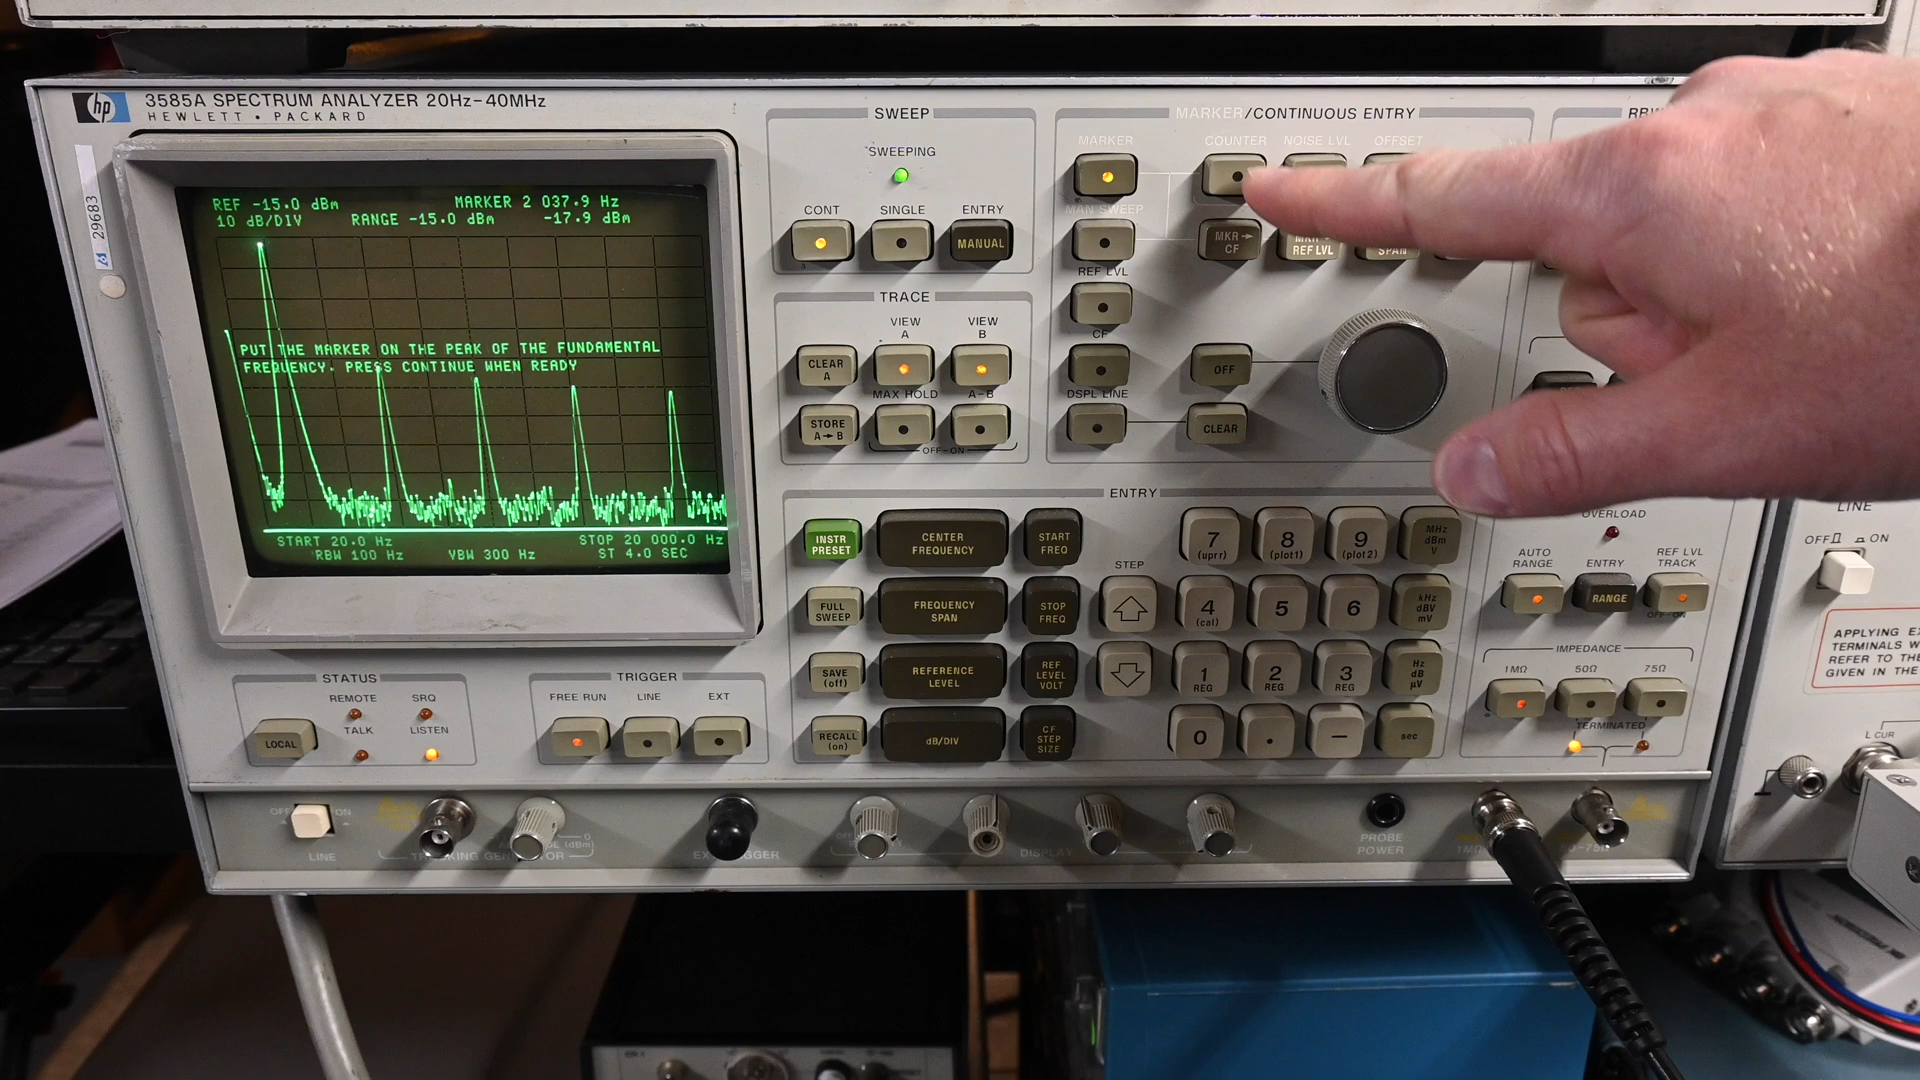 hp
3585A SPECTRUM ANALYZER 20Hz-40MHz
HEWLETT • PACKARD
29683
REF -15.0 dBm MARKER 2 037.9 Hz
10 dB/DIV RANGE -15.0 dBm -17.9 dBm
PUT THE MARKER ON THE PEAK OF THE FUNDAMENTAL
FREQUENCY. PRESS CONTINUE WHEN READY
START 20.0 Hz STOP 20 000.0 Hz
RBW 100 Hz VBW 300 Hz ST 4.0 SEC
SWEEP
SWEEPING
CONT SINGLE ENTRY
MANUAL
TRACE
VIEW A
VIEW B
CLEAR A
MAX HOLD A-B
STORE A→B
OFF-ON
MARKER/CONTINUOUS ENTRY
MARKER COUNTER NOISE LVL OFFSET
MAN SWEEP
MKR→ CF
REF LVL
SPAN
REF LVL
CF
OFF
DSPL LINE
CLEAR
ENTRY
INSTR PRESET
CENTER FREQUENCY
START FREQ
7 (uprr)
8 (plot1)
9 (plot2)
MHz dBm V
STEP
FULL SWEEP
FREQUENCY SPAN
STOP FREQ
4 (cal)
5
6
kHz dBV mV
SAVE (off)
REFERENCE LEVEL
REF LEVEL VOLT
1 REG
2 REG
3 REG
Hz dB µV
RECALL (on)
dB/DIV
CF STEP SIZE
0
.
−
sec
OVERLOAD
AUTO RANGE
ENTRY
REF LVL TRACK
RANGE
OFF-ON
IMPEDANCE
1MΩ 50Ω 75Ω
TERMINATED
STATUS
REMOTE SRQ
TALK LISTEN
LOCAL
TRIGGER
FREE RUN LINE EXT
OFF ON
LINE
DISPLAY
PROBE POWER
LINE
OFF ON
APPLYING
TERMINALS
REFER TO THE
GIVEN IN THE
L CUR